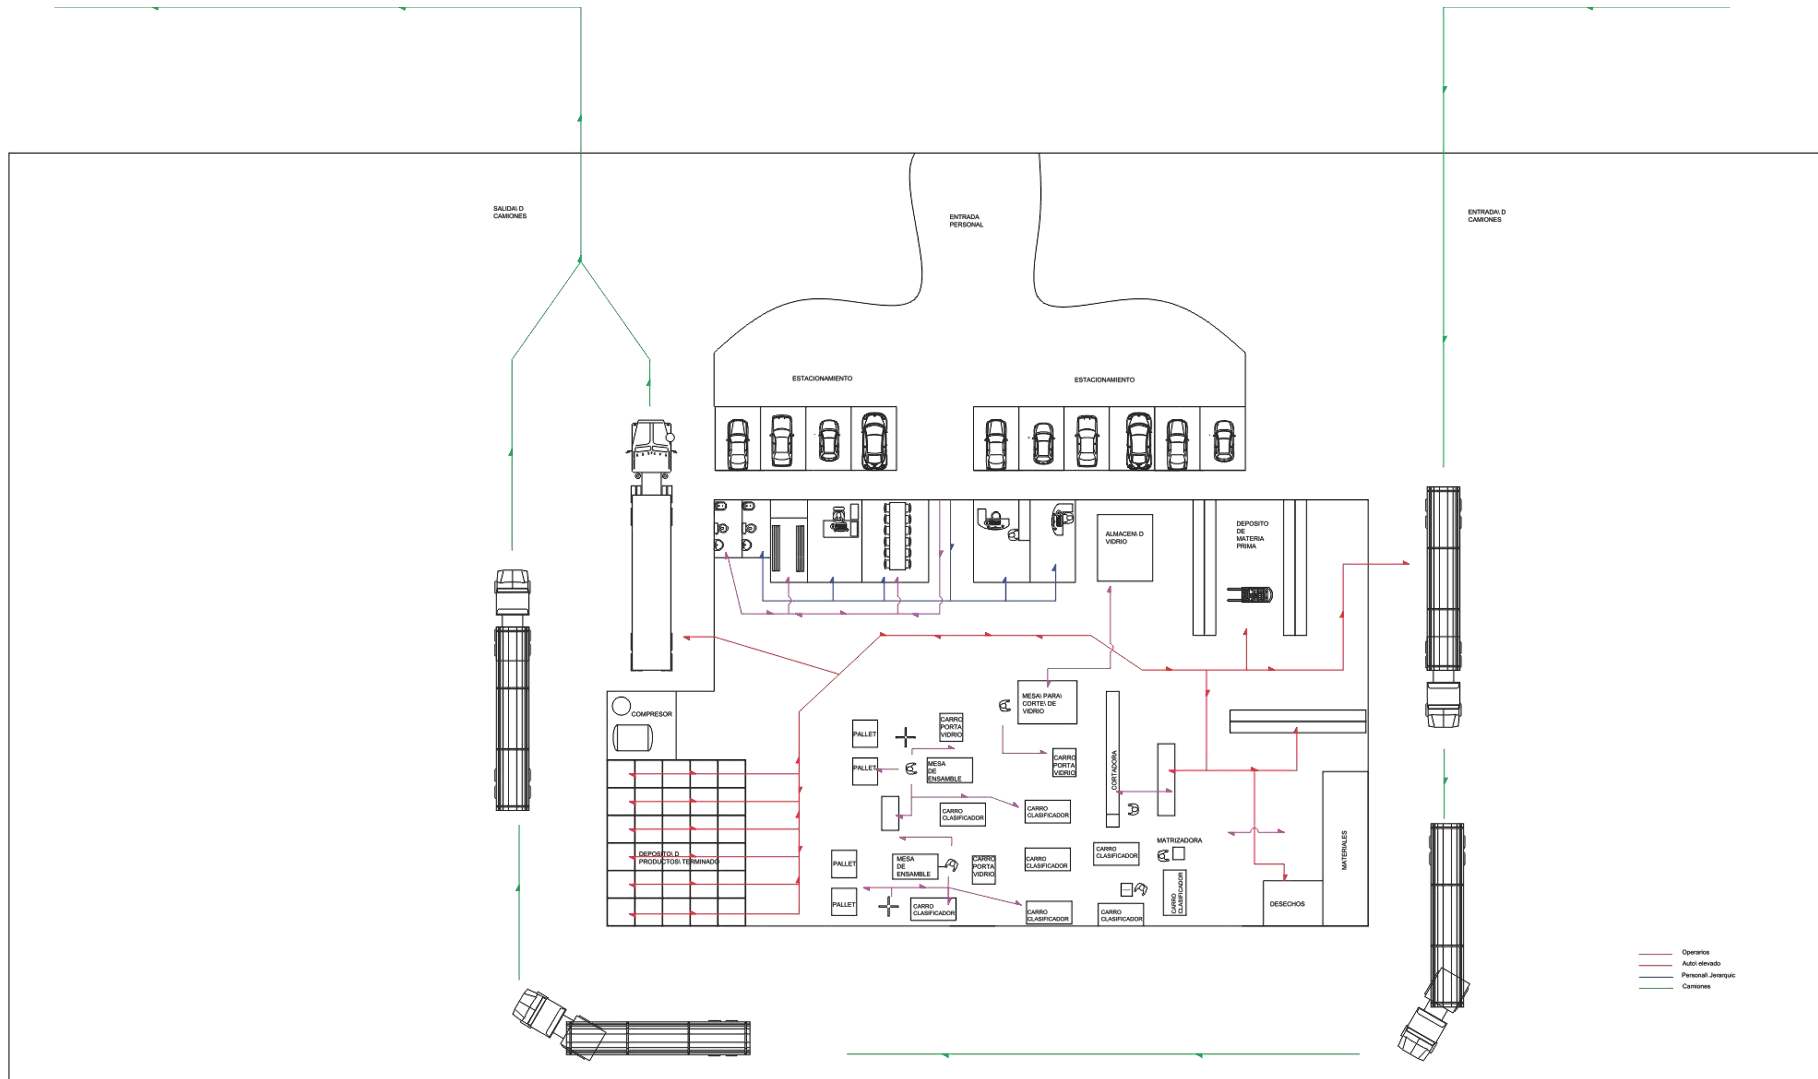 SALIDA\ D
CAMIONES
ENTRADA
PERSONAL
ENTRADA\ D
CAMIONES
ESTACIONAMIENTO
ESTACIONAMIENTO
ALMACEN\ D
VIDRIO
DEPOSITO
DE
MATERIA
PRIMA
COMPRESOR
MESA\ PARA\
CORTE\ DE
VIDRIO
PALLET
CARRO
PORTA
VIDRIO
PALLET
MESA
DE
ENSAMBLE
CARRO
PORTA
VIDRIO
CORTADORA
CARRO
CLASIFICADOR
CARRO
CLASIFICADOR
MATERIALES
DEPOSITO\ D
PRODUCTOS\ TERMINADO
PALLET
MESA
DE
ENSAMBLE
CARRO
PORTA
VIDRIO
CARRO
CLASIFICADOR
CARRO
CLASIFICADOR
MATRIZADORA
PALLET
CARRO
CLASIFICADOR
CARRO
CLASIFICADOR
CARRO
CLASIFICADOR
CARRO
CLASIFICADOR
DESECHOS
Operarios
Auto\ elevado
Personal\ Jerarquic
Camiones